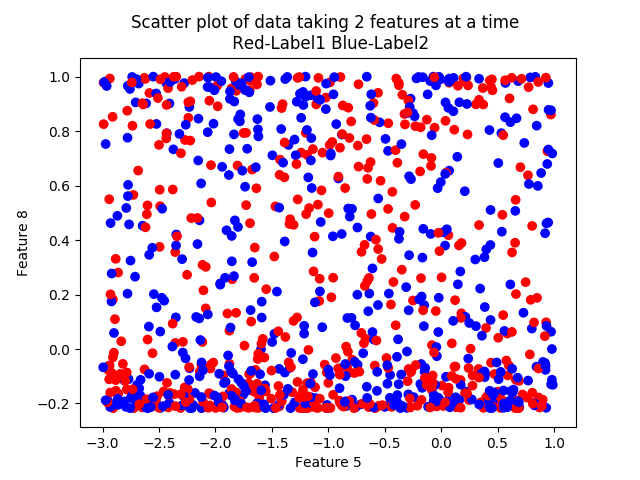 Scatter plot of data taking 2 features at a time
Red-Label1 Blue-Label2
Feature 8
1.0
0.8
0.6
0.4
0.2
0.0
−0.2
−3.0 −2.5 −2.0 −1.5 −1.0 −0.5 0.0 0.5 1.0
Feature 5